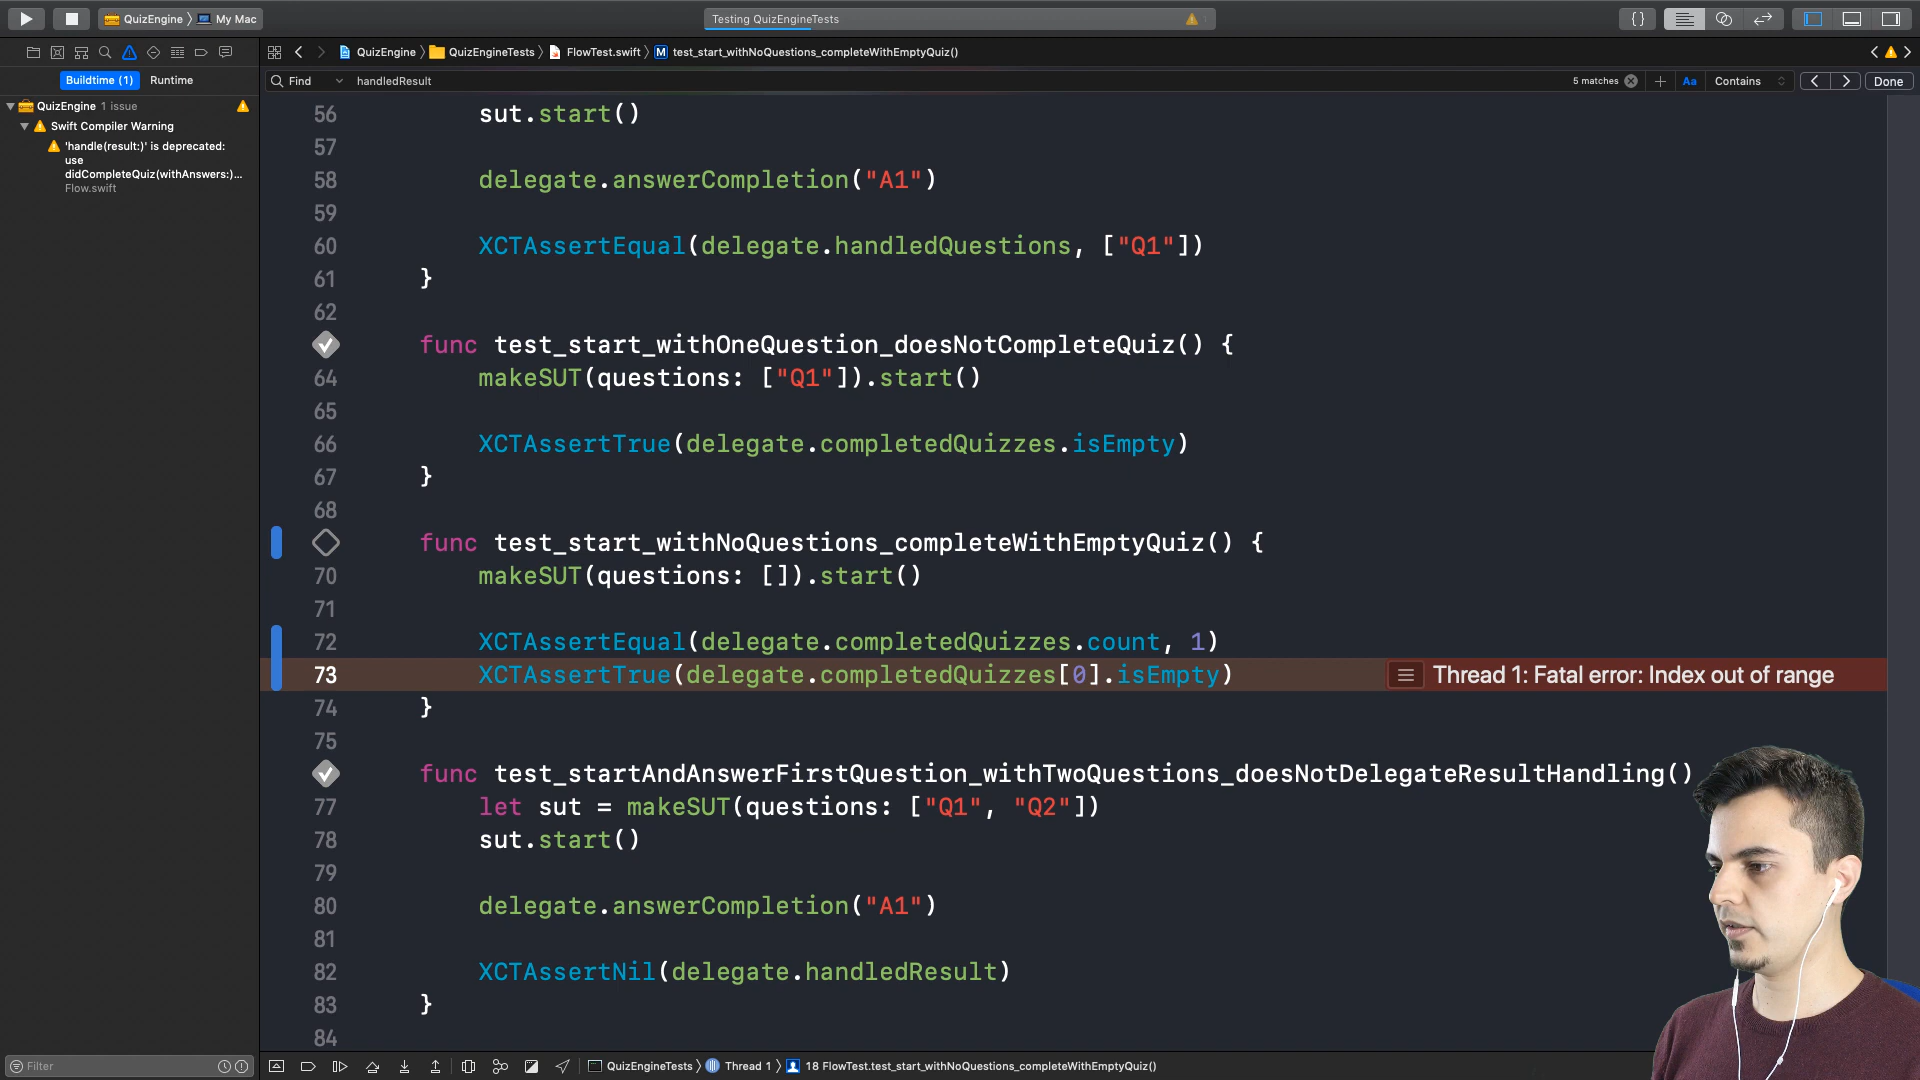 QuizEngine › My Mac
Testing QuizEngineTests
QuizEngine › QuizEngineTests › FlowTest.swift › M test_start_withNoQuestions_completeWithEmptyQuiz()
Buildtime (1) Runtime
Find handledResult 5 matches Aa Contains Done
QuizEngine 1 issue
Swift Compiler Warning
'handle(result:)' is deprecated:
use
didCompleteQuiz(withAnswers:)...
Flow.swift
56 sut.start()
57
58 delegate.answerCompletion("A1")
59
60 XCTAssertEqual(delegate.handledQuestions, ["Q1"])
61 }
62
func test_start_withOneQuestion_doesNotCompleteQuiz() {
64 makeSUT(questions: ["Q1"]).start()
65
66 XCTAssertTrue(delegate.completedQuizzes.isEmpty)
67 }
68
func test_start_withNoQuestions_completeWithEmptyQuiz() {
70 makeSUT(questions: []).start()
71
72 XCTAssertEqual(delegate.completedQuizzes.count, 1)
73 XCTAssertTrue(delegate.completedQuizzes[0].isEmpty) Thread 1: Fatal error: Index out of range
74 }
75
func test_startAndAnswerFirstQuestion_withTwoQuestions_doesNotDelegateResultHandling()
77 let sut = makeSUT(questions: ["Q1", "Q2"])
78 sut.start()
79
80 delegate.answerCompletion("A1")
81
82 XCTAssertNil(delegate.handledResult)
83 }
84
Filter
QuizEngineTests › Thread 1 › 18 FlowTest.test_start_withNoQuestions_completeWithEmptyQuiz()